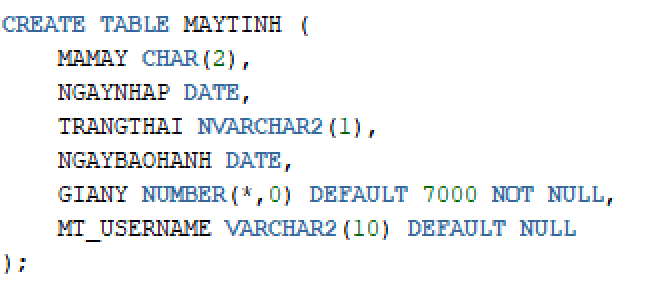 CREATE TABLE MAYTINH (
MAMAY CHAR(2),
NGAYNHAP DATE,
TRANGTHAI NVARCHAR2(1),
NGAYBAOHANH DATE,
GIANY NUMBER(*,0) DEFAULT 7000 NOT NULL,
MT_USERNAME VARCHAR2(10) DEFAULT NULL
);